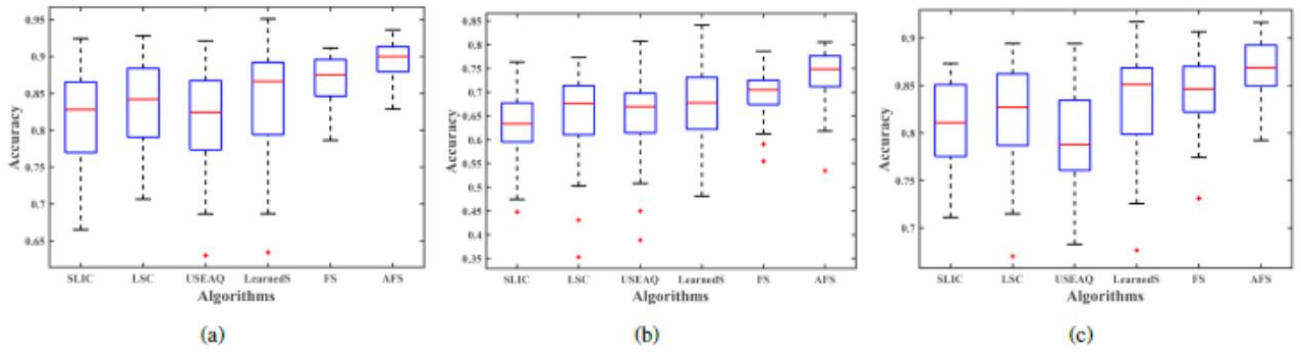 Accuracy
0.95
0.9
0.85
0.8
0.75
0.7
0.65
SLIC LSC USEAQ LearnedS FS AFS
Algorithms
(a)
Accuracy
0.85
0.8
0.75
0.7
0.65
0.6
0.55
0.5
0.45
0.4
0.35
SLIC LSC USEAQ LearnedS FS AFS
Algorithms
(b)
Accuracy
0.9
0.85
0.8
0.75
0.7
SLIC LSC USEAQ LearnedS FS AFS
Algorithms
(c)